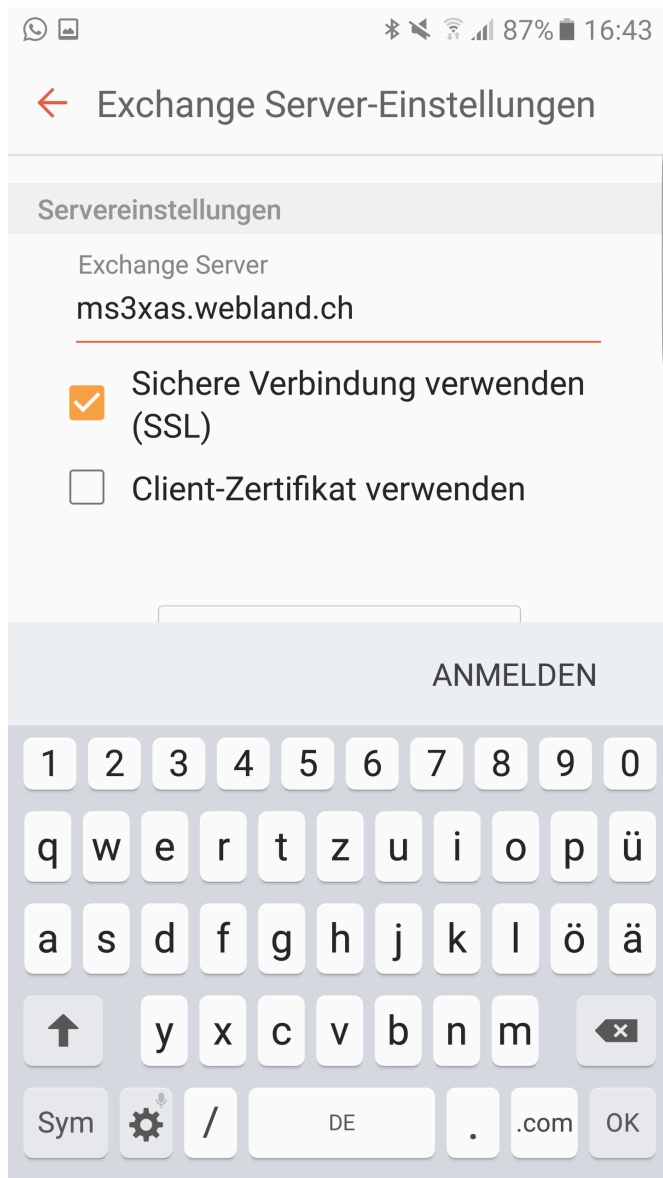 87% 16:43
Exchange Server-Einstellungen
Servereinstellungen
Exchange Server
ms3xas.webland.ch
Sichere Verbindung verwenden
(SSL)
Client-Zertifikat verwenden
ANMELDEN
1 2 3 4 5 6 7 8 9 0
q w e r t z u i o p ü
a s d f g h j k l ö ä
y x c v b n m
Sym / DE . .com OK